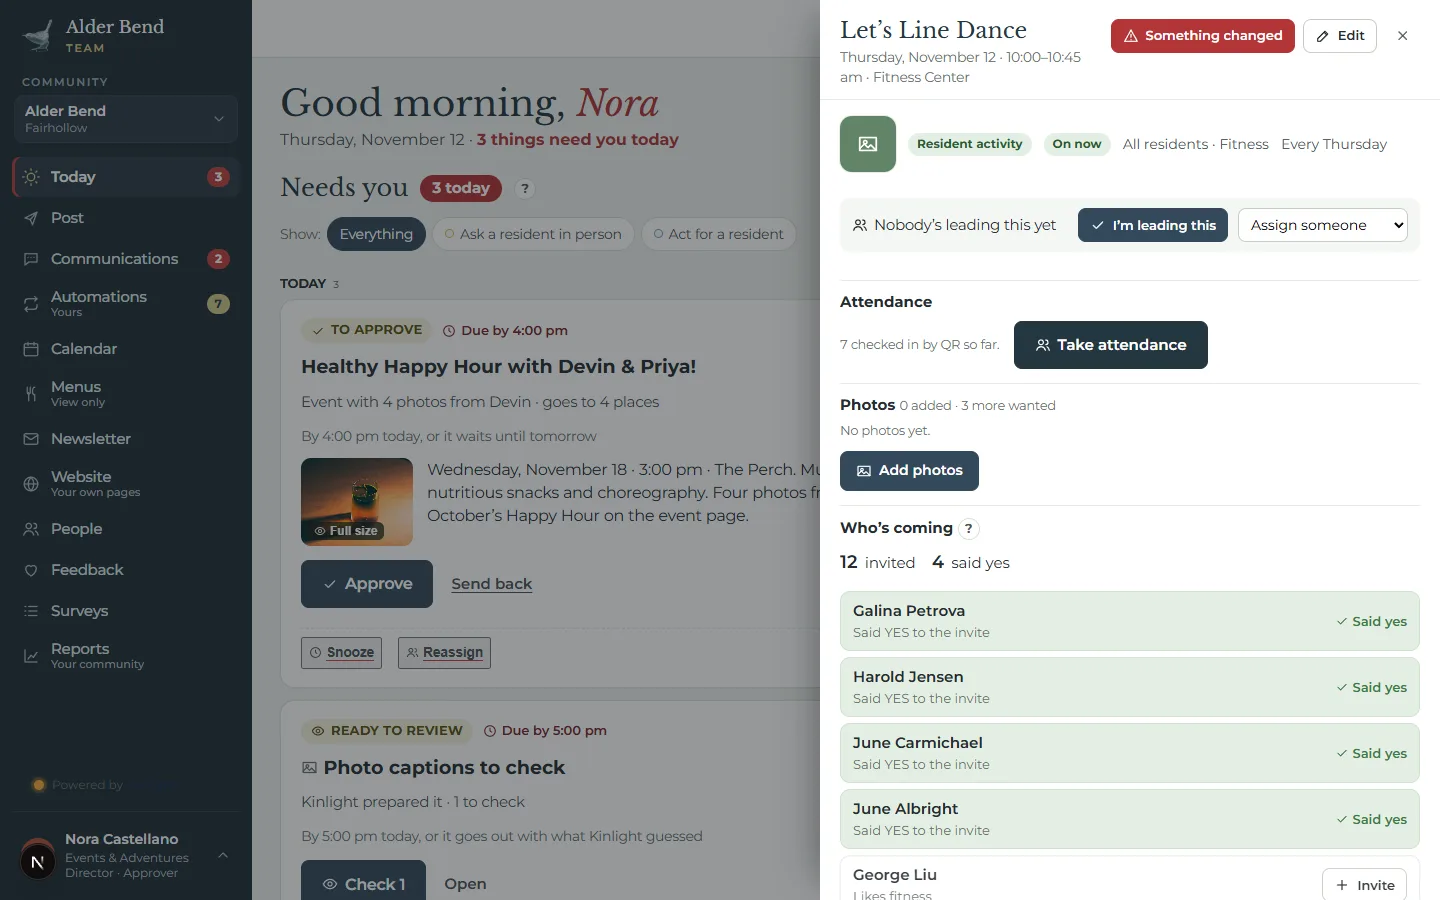 Alder Bend
TEAM
COMMUNITY
Alder Bend
Fairhollow
Today
3
Post
Communications
2
Automations
Yours
7
Calendar
Menus
View only
Newsletter
Website
Your own pages
People
Feedback
Surveys
Reports
Your community
Powered by
Nora Castellano
Events & Adventures
Director · Approver
N
Good morning, Nora
Thursday, November 12 · 3 things need you today
Needs you
3 today
?
Show:
Everything
Ask a resident in person
Act for a resident
TODAY 3
TO APPROVE
Due by 4:00 pm
Healthy Happy Hour with Devin & Priya!
Event with 4 photos from Devin · goes to 4 places
By 4:00 pm today, or it waits until tomorrow
Full size
Wednesday, November 18 · 3:00 pm · The Perch.
nutritious snacks and choreography. Four photos
October's Happy Hour on the event page.
Approve
Send back
Snooze
Reassign
READY TO REVIEW
Due by 5:00 pm
Photo captions to check
Kinlight prepared it · 1 to check
By 5:00 pm today, or it goes out with what Kinlight guessed
Check 1
Open
Let's Line Dance
Thursday, November 12 · 10:00–10:45
am · Fitness Center
Something changed
Edit
Resident activity
On now
All residents · Fitness
Every Thursday
Nobody's leading this yet
I'm leading this
Assign someone
Attendance
7 checked in by QR so far.
Take attendance
Photos 0 added · 3 more wanted
No photos yet.
Add photos
Who's coming
?
12 invited 4 said yes
Galina Petrova
Said YES to the invite
Said yes
Harold Jensen
Said YES to the invite
Said yes
June Carmichael
Said YES to the invite
Said yes
June Albright
Said YES to the invite
Said yes
George Liu
Likes fitness
Invite